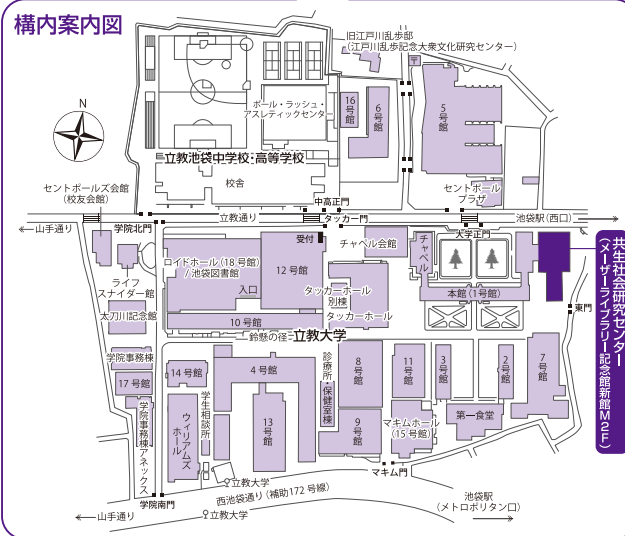 構内案内図
旧江戸川乱歩邸
(江戸川乱歩記念大衆文化研究センター)
〒
N
ポール・ラッシュ・
アスレティックセンター
16号館
6号館
5号館
立教池袋中学校・高等学校
校舎
セントポールズ会館
(校友会館)
中高正門
セントポール
プラザ
学院北門
立教通り
タッカー門
池袋駅(西口)
山手通り
受付
大学正門
チャペル会館
チャペル
ロイドホール(18号館)
/池袋図書館
12号館
入口
ライフ
スナイダー館
太刀川記念館
タッカーホール
別棟
タッカーホール
本館(1号館)
共生社会研究センター
(メーザーライブラリー記念館新館M2F)
東門
10号館
鈴懸の径
立教大学
学院事務棟
17号館
14号館
4号館
診療所・保健室棟
8号館
11号館
3号館
2号館
7号館
学院事務棟アネックス
ウィリアムズ
ホール
学生相談所
13号館
9号館
マキムホール
(15号館)
第一食堂
マキム門
立教大学
学院南門
西池袋通り(補助172号線)
池袋駅
(メトロポリタン口)
山手通り
立教大学